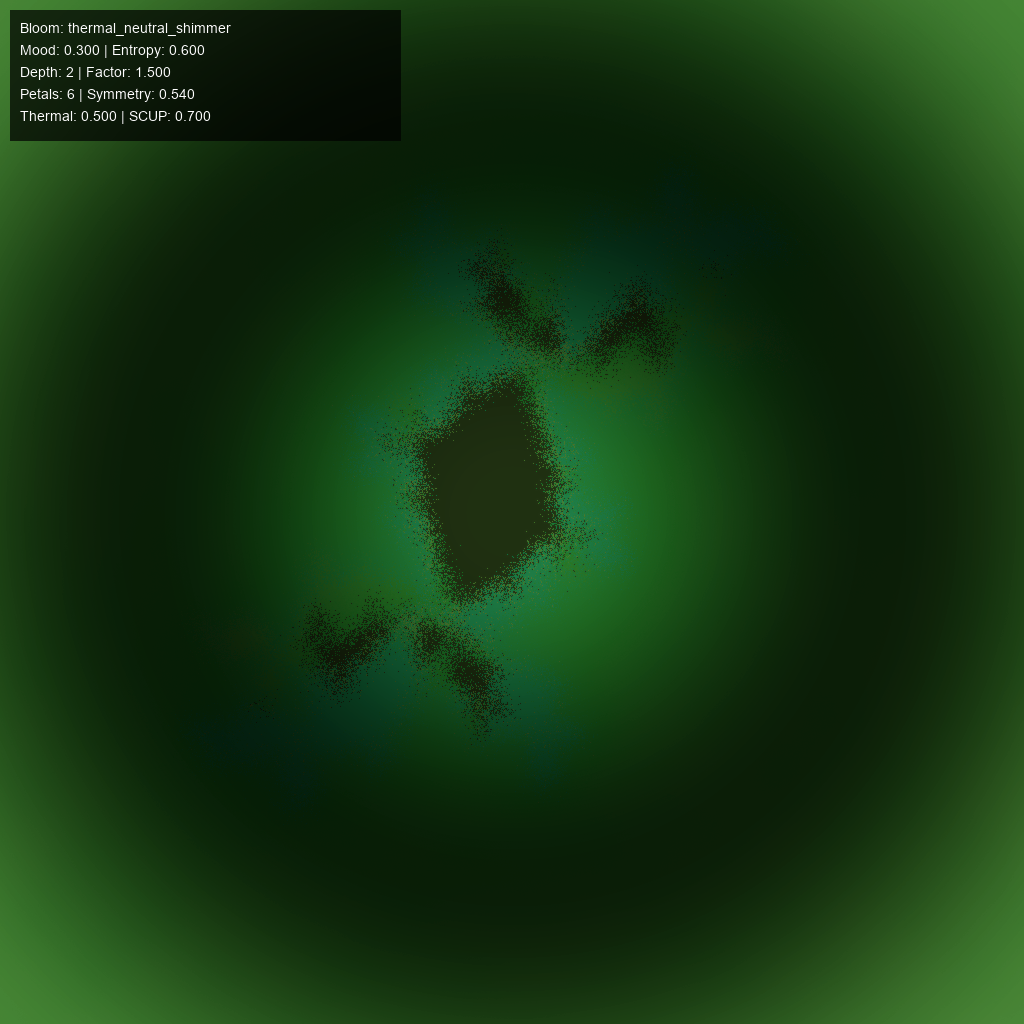 Bloom: thermal_neutral_shimmer
Mood: 0.300 | Entropy: 0.600
Depth: 2 | Factor: 1.500
Petals: 6 | Symmetry: 0.540
Thermal: 0.500 | SCUP: 0.700